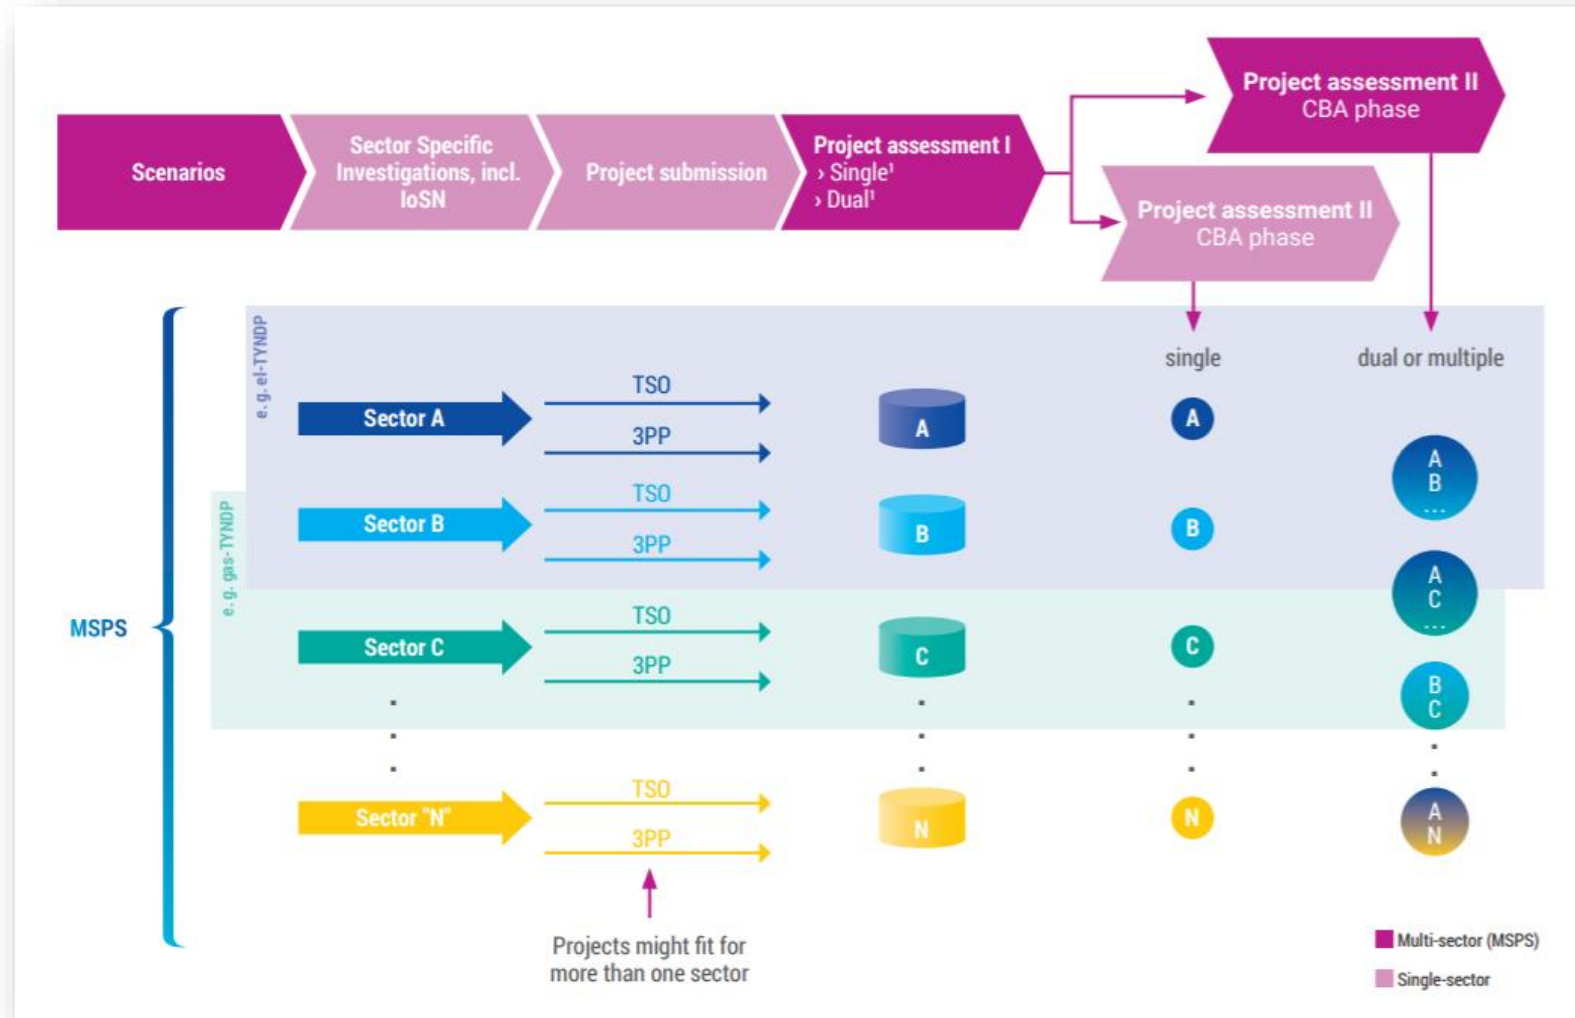 Scenarios
Sector Specific
Investigations, incl.
IoSN
Project submission
Project assessment I
› Single¹
› Dual¹
Project assessment II
CBA phase
Project assessment II
CBA phase
e. g. el-TYNDP
e. g. gas-TYNDP
MSPS
single
dual or multiple
Sector A
TSO
3PP
A
A
A
B
...
Sector B
TSO
3PP
B
B
A
C
...
Sector C
TSO
3PP
C
C
B
C
Sector "N"
TSO
3PP
N
N
A
N
Projects might fit for
more than one sector
Multi-sector (MSPS)
Single-sector